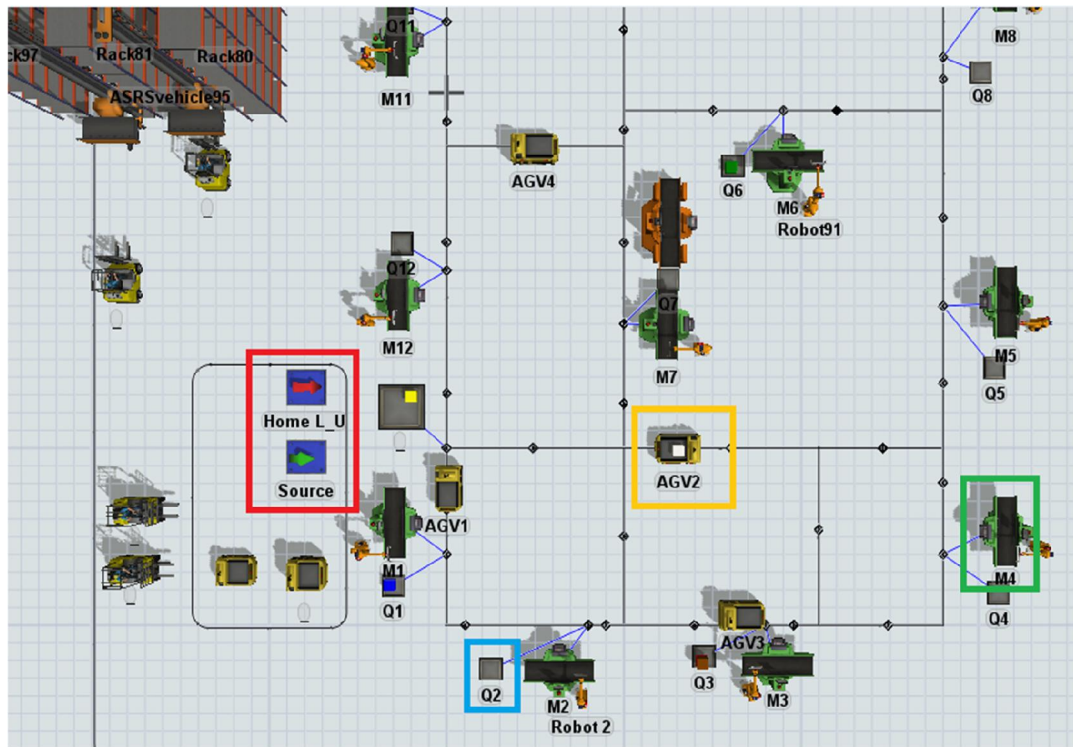 Q11
M8
ck97
Rack81
Rack80
ASRSvehicle95
M11
Q8
AGV4
Q6
M6
Robot91
Q12
Q7
M12
M7
M5
Q5
Home L_U
Source
AGV2
AGV1
M1
M4
Q1
Q4
AGV3
Q2
M2
Q3
M3
Robot 2